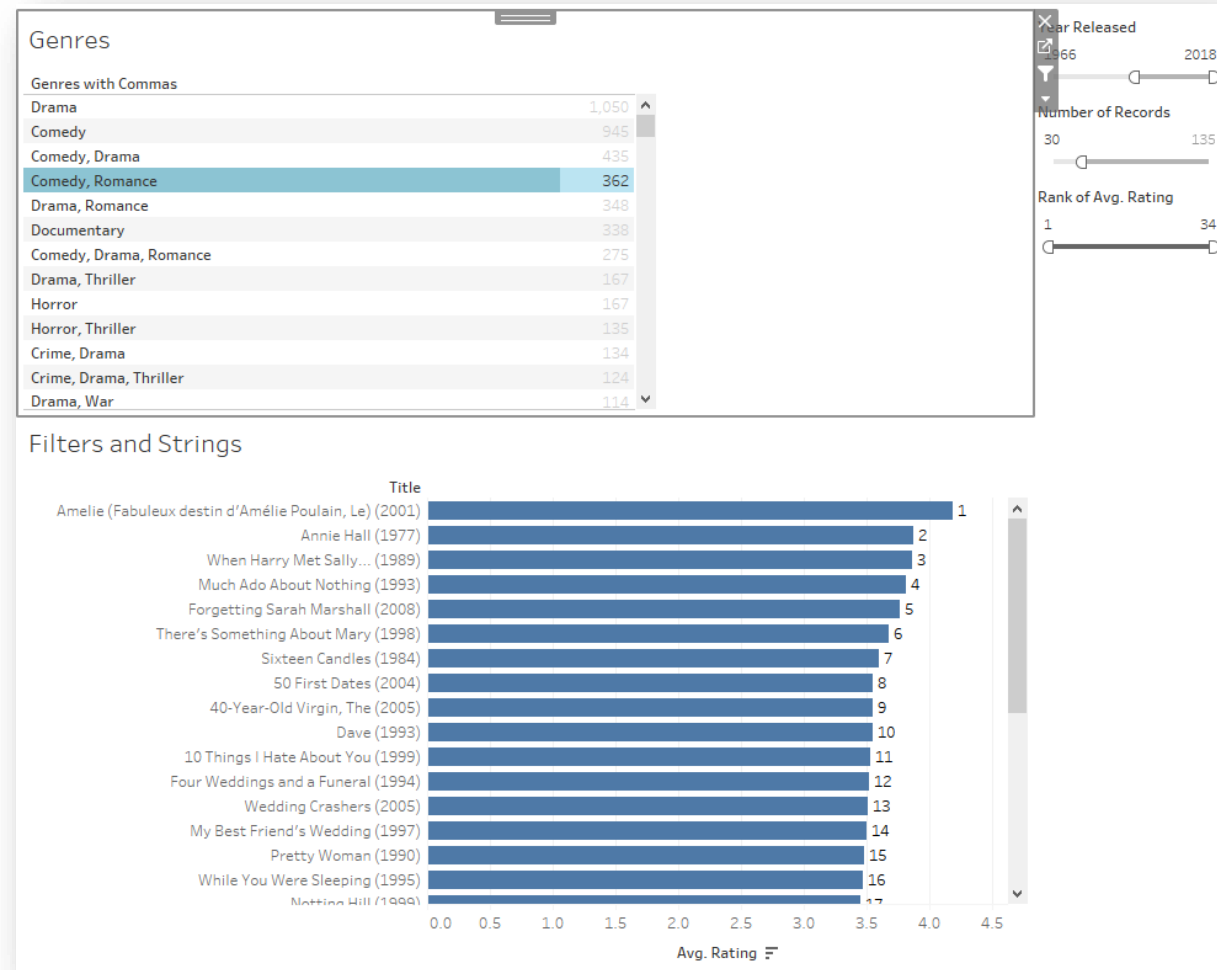 Genres
Genres with Commas
Drama 1,050
Comedy 945
Comedy, Drama 435
Comedy, Romance 362
Drama, Romance 348
Documentary 338
Comedy, Drama, Romance 275
Drama, Thriller 167
Horror 167
Horror, Thriller 135
Crime, Drama 134
Crime, Drama, Thriller 124
Drama, War 114
Year Released
1966 2018
Number of Records
30 135
Rank of Avg. Rating
1 34
Filters and Strings
Title
Amelie (Fabuleux destin d’Amélie Poulain, Le) (2001) 1
Annie Hall (1977) 2
When Harry Met Sally... (1989) 3
Much Ado About Nothing (1993) 4
Forgetting Sarah Marshall (2008) 5
There’s Something About Mary (1998) 6
Sixteen Candles (1984) 7
50 First Dates (2004) 8
40-Year-Old Virgin, The (2005) 9
Dave (1993) 10
10 Things I Hate About You (1999) 11
Four Weddings and a Funeral (1994) 12
Wedding Crashers (2005) 13
My Best Friend’s Wedding (1997) 14
Pretty Woman (1990) 15
While You Were Sleeping (1995) 16
Notting Hill (1999) 17
0.0 0.5 1.0 1.5 2.0 2.5 3.0 3.5 4.0 4.5
Avg. Rating